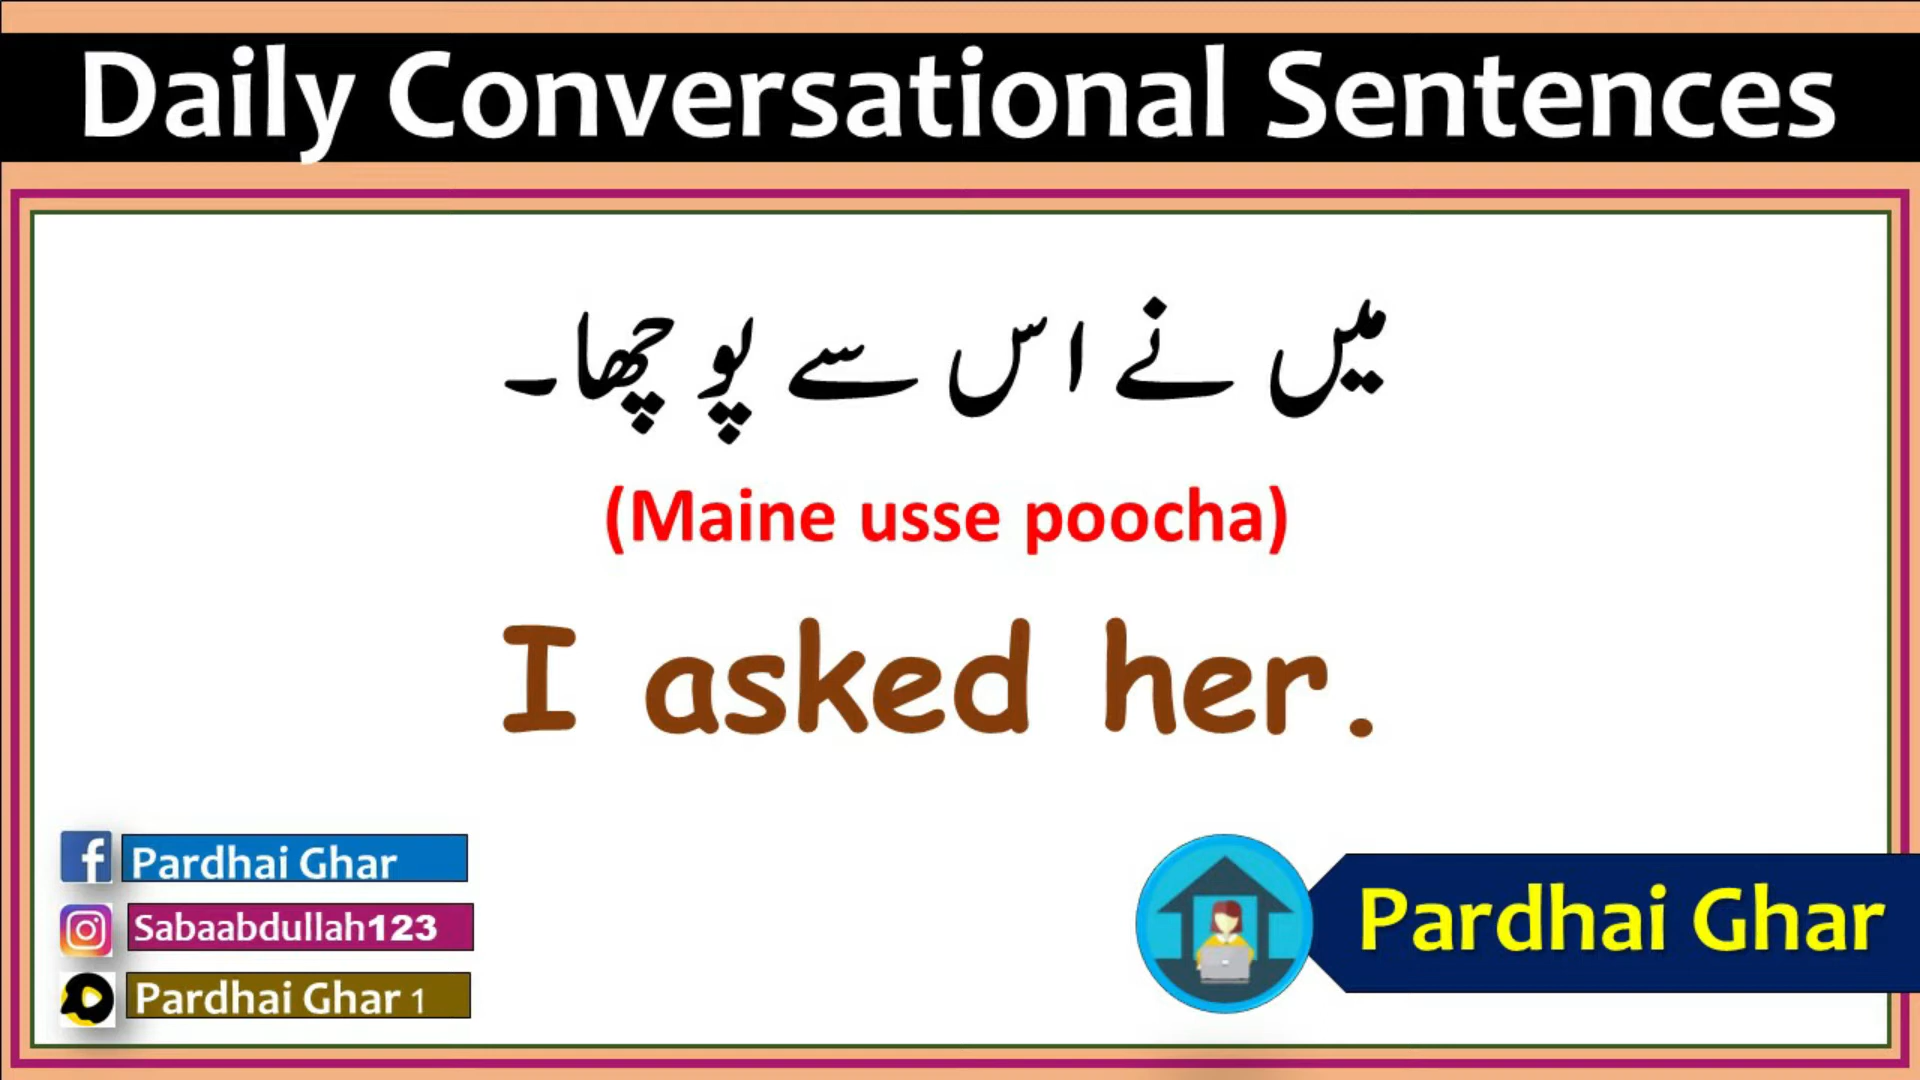 Daily Conversational Sentences
میں نے اس سے پوچھا۔
(Maine usse poocha)
I asked her.
Pardhai Ghar
Sabaabdullah123
Pardhai Ghar 1
Pardhai Ghar